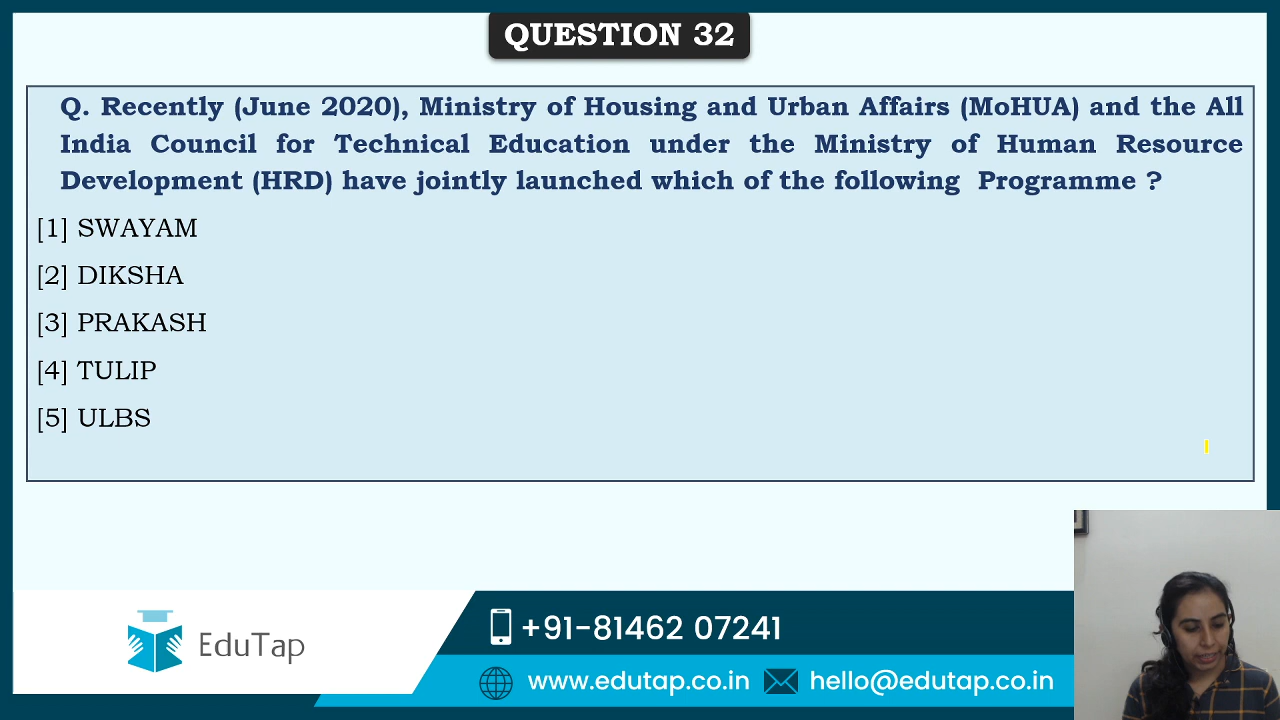 QUESTION 32
Q. Recently (June 2020), Ministry of Housing and Urban Affairs (MoHUA) and the All
India Council for Technical Education under the Ministry of Human Resource
Development (HRD) have jointly launched which of the following Programme ?
[1] SWAYAM
[2] DIKSHA
[3] PRAKASH
[4] TULIP
[5] ULBS
EduTap
+91-81462 07241
www.edutap.co.in hello@edutap.co.in